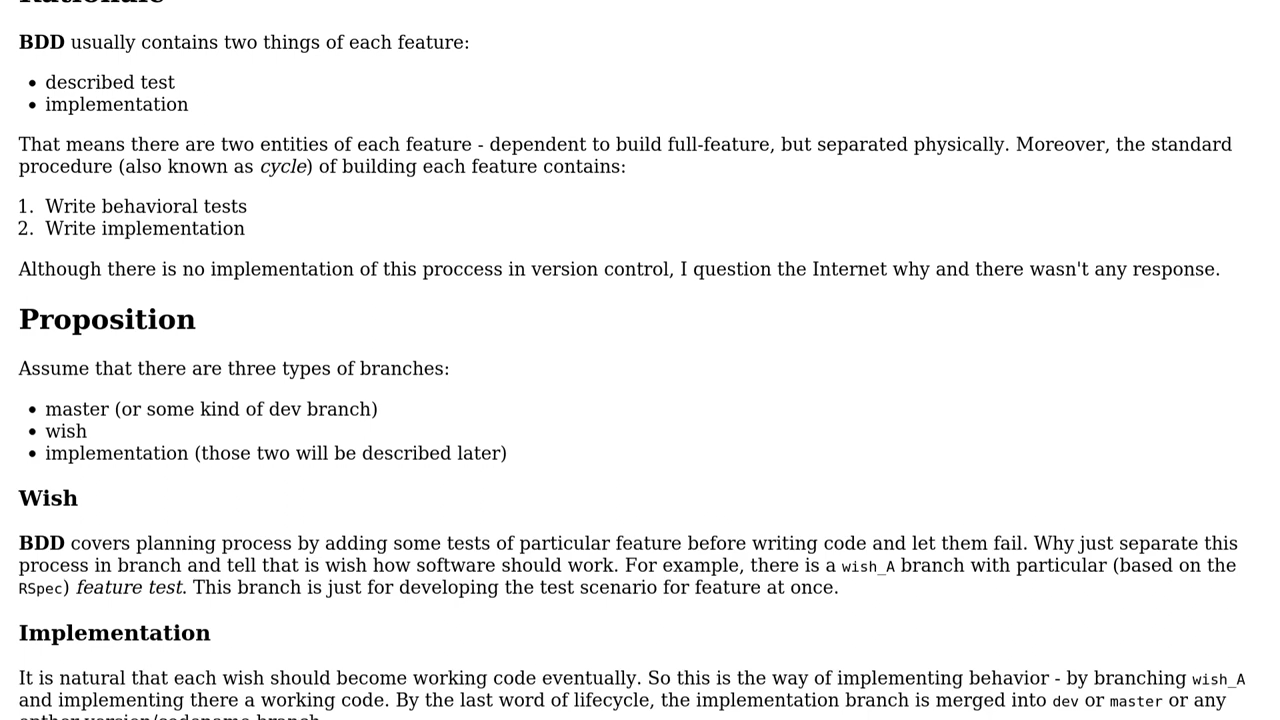 Rationale
BDD usually contains two things of each feature:
• described test
• implementation
That means there are two entities of each feature - dependent to build full-feature, but separated physically. Moreover, the standard
procedure (also known as cycle) of building each feature contains:
1. Write behavioral tests
2. Write implementation
Although there is no implementation of this proccess in version control, I question the Internet why and there wasn't any response.
Proposition
Assume that there are three types of branches:
• master (or some kind of dev branch)
• wish
• implementation (those two will be described later)
Wish
BDD covers planning process by adding some tests of particular feature before writing code and let them fail. Why just separate this
process in branch and tell that is wish how software should work. For example, there is a wish_A branch with particular (based on the
RSpec) feature test. This branch is just for developing the test scenario for feature at once.
Implementation
It is natural that each wish should become working code eventually. So this is the way of implementing behavior - by branching wish_A
and implementing there a working code. By the last word of lifecycle, the implementation branch is merged into dev or master or any
version/codename branch.